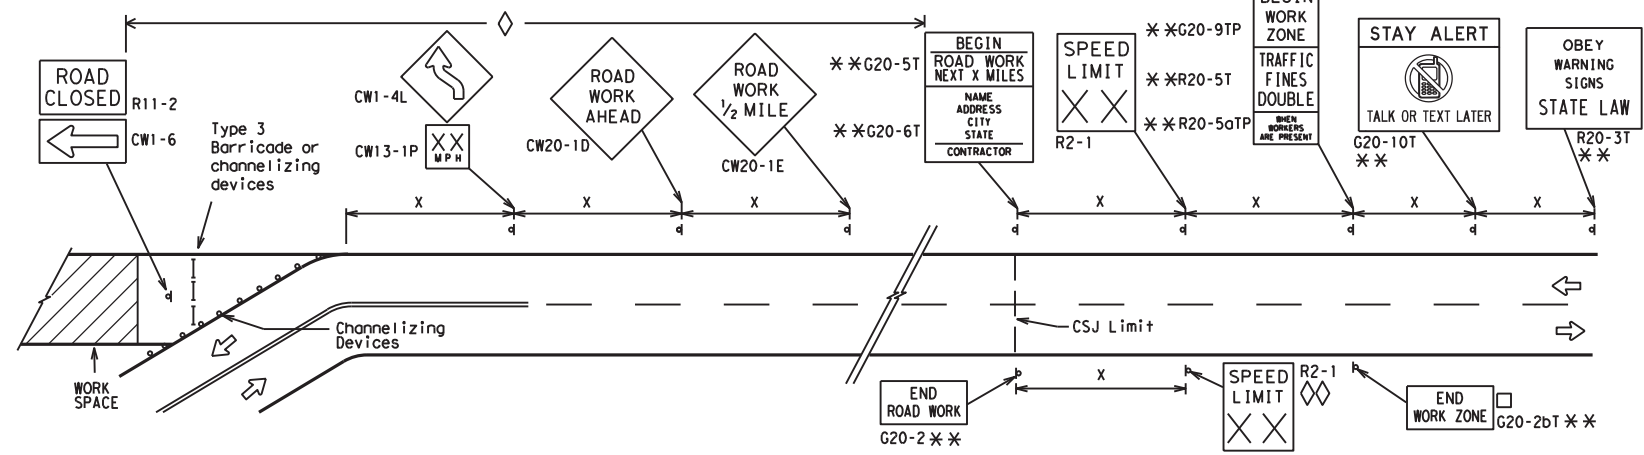 ROAD
CLOSED
R11-2
CW1-6
Type 3
Barricade or
channelizing
devices
CW1-4L
XX
MPH
CW13-1P
ROAD
WORK
AHEAD
CW20-1D
ROAD
WORK
1/2 MILE
CW20-1E
**G20-5T
BEGIN
ROAD WORK
NEXT X MILES
**G20-6T
NAME
ADDRESS
CITY
STATE
CONTRACTOR
SPEED
LIMIT
XX
R2-1
**G20-9TP
BEGIN
WORK
ZONE
**R20-5T
TRAFFIC
FINES
DOUBLE
**R20-5aTP
WHEN
WORKERS
ARE PRESENT
STAY ALERT
TALK OR TEXT LATER
G20-10T
**
OBEY
WARNING
SIGNS
STATE LAW
R20-3T
**
X
X
X
X
X
X
X
Channelizing
Devices
WORK
SPACE
CSJ Limit
X
END
ROAD WORK
G20-2**
SPEED
LIMIT
XX
R2-1
END
WORK ZONE
G20-2bT **